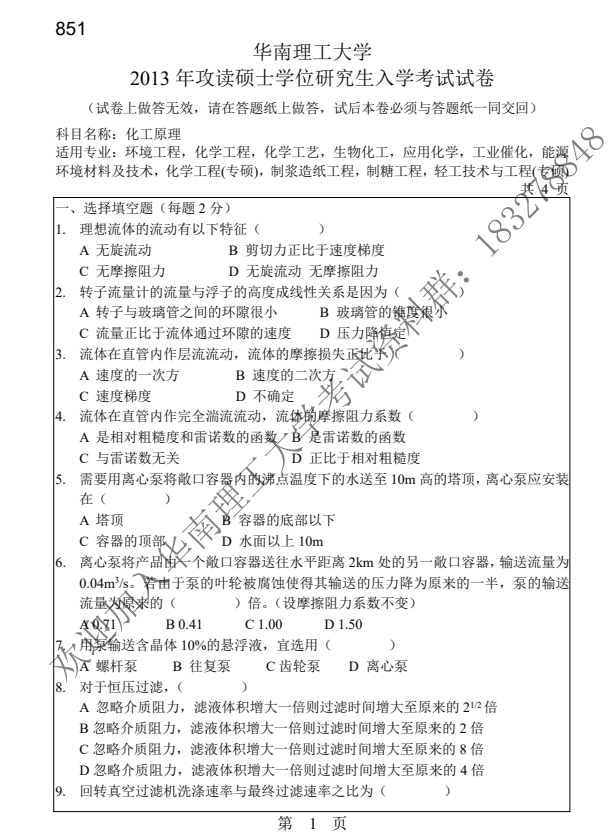 851
华南理工大学
2013 年攻读硕士学位研究生入学考试试卷
（试卷上做答无效，请在答题纸上做答，试后本卷必须与答题纸一同交回）
科目名称：化工原理
适用专业：环境工程，化学工程，化学工艺，生物化工，应用化学，工业催化，能源
环境材料及技术，化学工程(专硕)，制浆造纸工程，制糖工程，轻工技术与工程(专硕)
共 4 页
一、选择填空题（每题 2 分）
1. 理想流体的流动有以下特征（ ）
A 无旋流动 B 剪切力正比于速度梯度
C 无摩擦阻力 D 无旋流动 无摩擦阻力
2. 转子流量计的流量与浮子的高度成线性关系是因为（ ）
A 转子与玻璃管之间的环隙很小 B 玻璃管的锥度很小
C 流量正比于流体通过环隙的速度 D 压力降恒定
3. 流体在直管内作层流流动，流体的摩擦损失正比于（ ）
A 速度的一次方 B 速度的二次方
C 速度梯度 D 不确定
4. 流体在直管内作完全湍流流动，流体的摩擦阻力系数（ ）
A 是相对粗糙度和雷诺数的函数 B 是雷诺数的函数
C 与雷诺数无关 D 正比于相对粗糙度
5. 需要用离心泵将敞口容器内的沸点温度下的水送至 10m 高的塔顶，离心泵应安装
在（ ）
A 塔顶 B 容器的底部以下
C 容器的顶部 D 水面以上 10m
6. 离心泵将产品由一个敞口容器送往水平距离 2km 处的另一敞口容器，输送流量为
0.04m³/s。若由于泵的叶轮被腐蚀使得其输送的压力降为原来的一半，泵的输送
流量为原来的（ ）倍。（设摩擦阻力系数不变）
A 0.71 B 0.41 C 1.00 D 1.50
7. 用泵输送含晶体 10%的悬浮液，宜选用（ ）
A 螺杆泵 B 往复泵 C 齿轮泵 D 离心泵
8. 对于恒压过滤，（ ）
A 忽略介质阻力，滤液体积增大一倍则过滤时间增大至原来的 2^{1/2} 倍
B 忽略介质阻力，滤液体积增大一倍则过滤时间增大至原来的 2 倍
C 忽略介质阻力，滤液体积增大一倍则过滤时间增大至原来的 8 倍
D 忽略介质阻力，滤液体积增大一倍则过滤时间增大至原来的 4 倍
9. 回转真空过滤机洗涤速率与最终过滤速率之比为（ ）
第 1 页
欢迎加入华南理工大学考试资料群：183278848